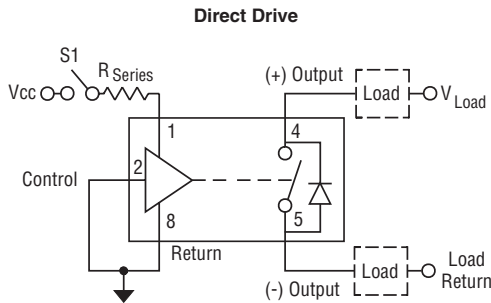 Direct Drive
S1
R Series
Vcc
(+) Output
Load
V Load
1
4
2
Control
8
5
Return
(-) Output
Load
Load
Return